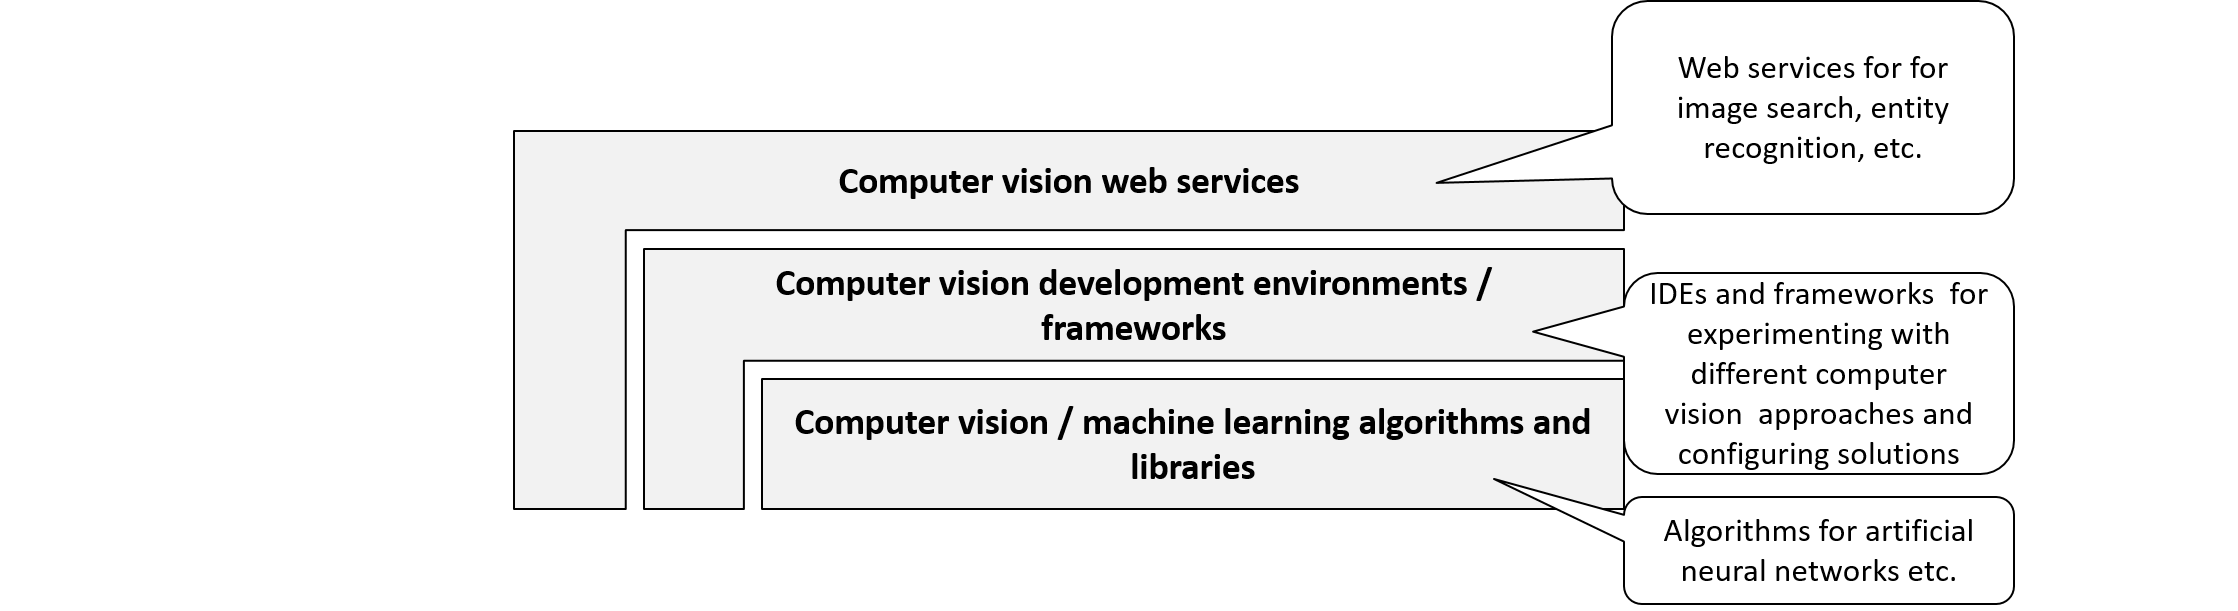 Web services for for
image search, entity
recognition, etc.
Computer vision web services
Computer vision development environments /
frameworks
IDEs and frameworks  for
experimenting with
different computer
vision  approaches and
configuring solutions
Computer vision / machine learning algorithms and
libraries
Algorithms for artificial
neural networks etc.